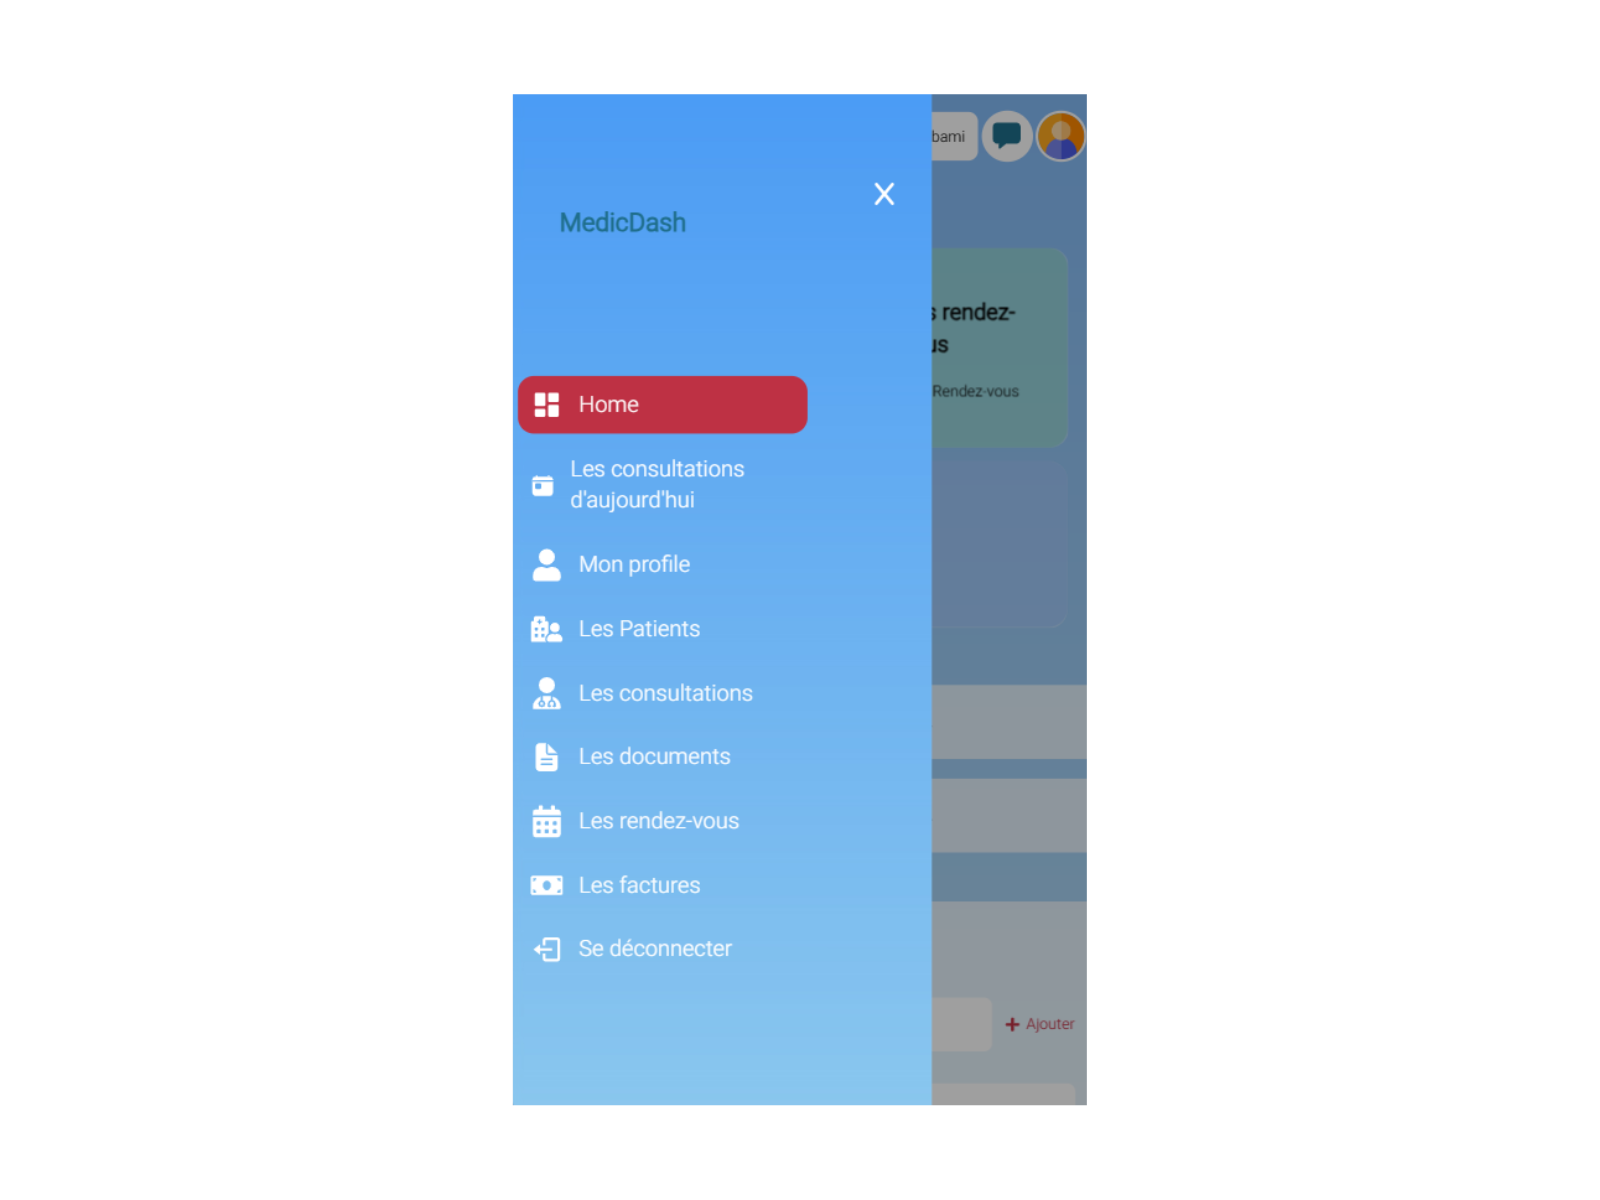 bami
MedicDash
rendez-
Rendez-vous
Home
Les consultations
d'aujourd'hui
Mon profile
Les Patients
Les consultations
Les documents
Les rendez-vous
Les factures
Se déconnecter
Ajouter